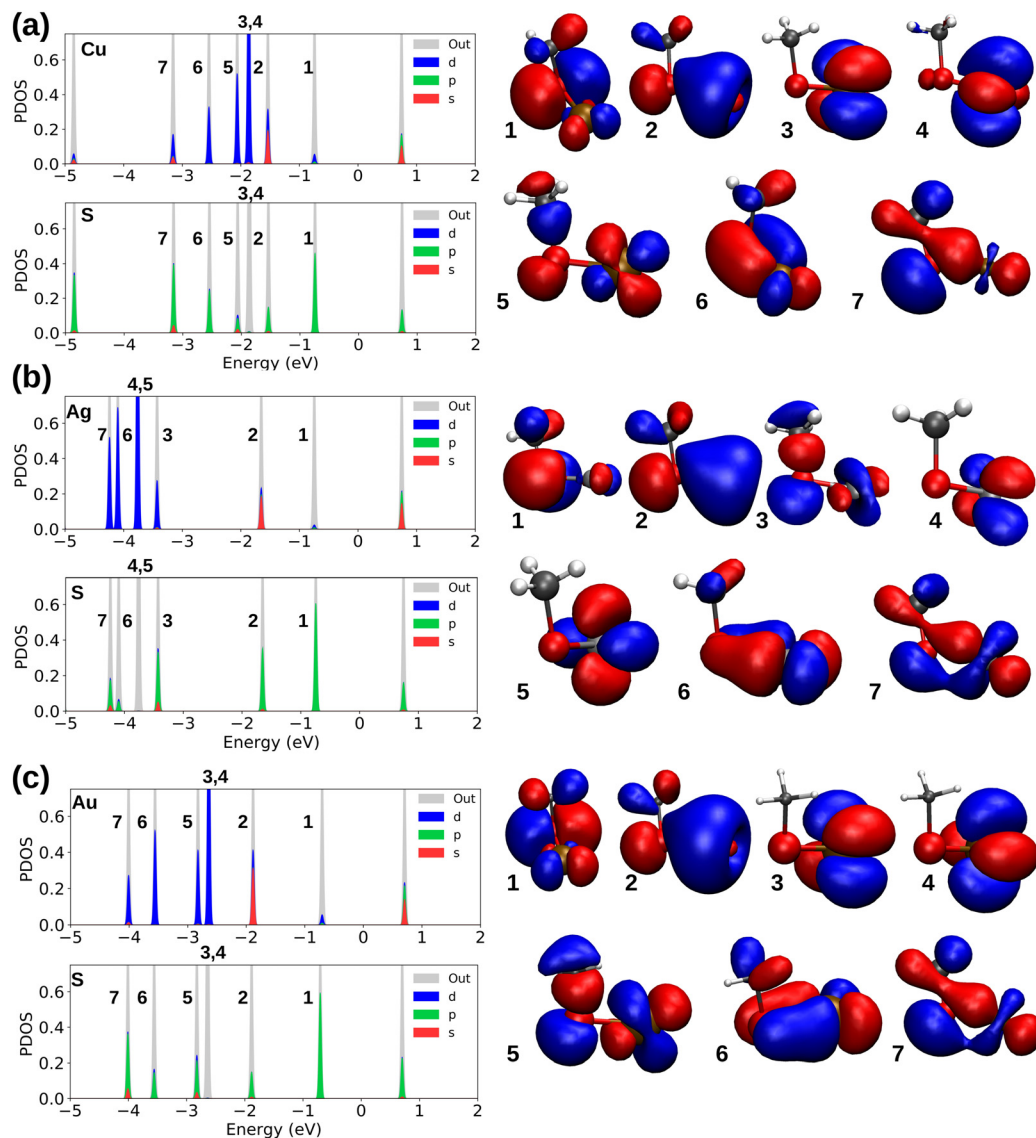 (a)
3,4
Cu
7 6 5 2 1
Out
d
p
s
PDOS
0.6
0.4
0.2
0.0
−5 −4 −3 −2 −1 0 1 2
3,4
S
7 6 5 2 1
Out
d
p
s
PDOS
0.6
0.4
0.2
0.0
−5 −4 −3 −2 −1 0 1 2
Energy (eV)
1 2 3 4
5 6 7
(b)
4,5
Ag
7 6 3 2 1
Out
d
p
s
PDOS
0.6
0.4
0.2
0.0
−5 −4 −3 −2 −1 0 1 2
4,5
S
7 6 3 2 1
Out
d
p
s
PDOS
0.6
0.4
0.2
0.0
−5 −4 −3 −2 −1 0 1 2
Energy (eV)
1 2 3 4
5 6 7
(c)
3,4
Au
7 6 5 2 1
Out
d
p
s
PDOS
0.6
0.4
0.2
0.0
−5 −4 −3 −2 −1 0 1 2
3,4
S
7 6 5 2 1
Out
d
p
s
PDOS
0.6
0.4
0.2
0.0
−5 −4 −3 −2 −1 0 1 2
Energy (eV)
1 2 3 4
5 6 7